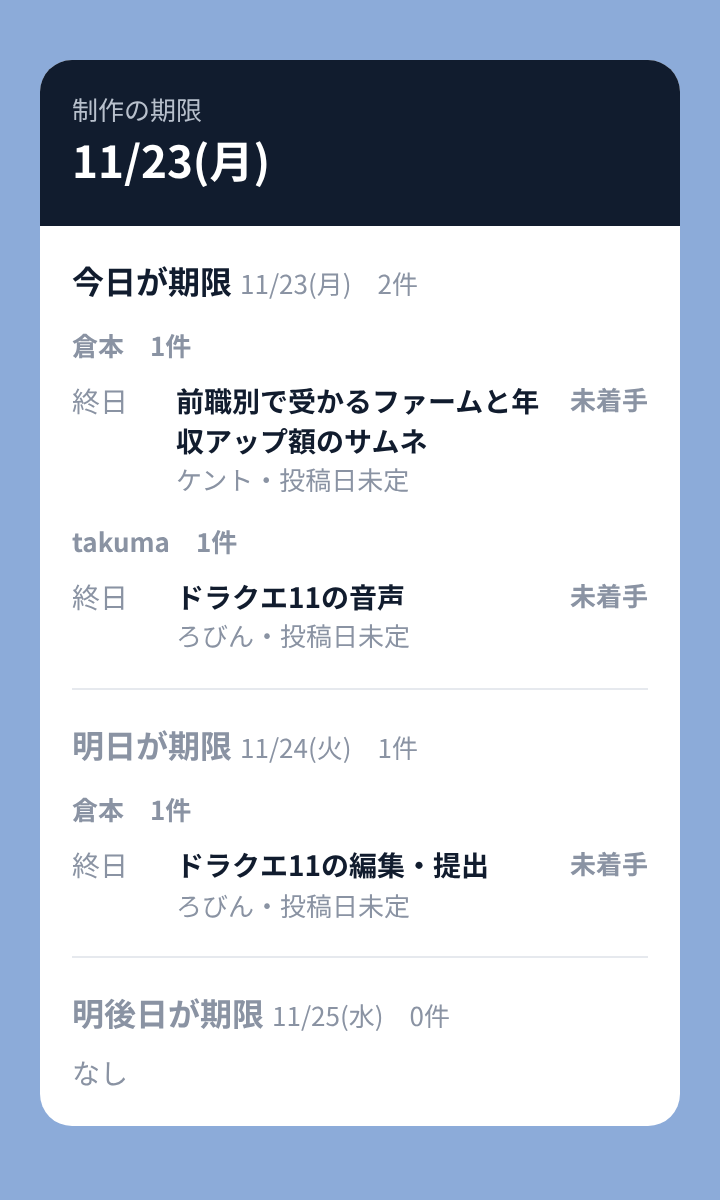 制作の期限
11/23(月)
今日が期限 11/23(月) 2件
倉本 1件
終日 前職別で受かるファームと年 未着手
収アップ額のサムネ
ケント・投稿日未定
takuma 1件
終日 ドラクエ11の音声 未着手
ろびん・投稿日未定
明日が期限 11/24(火) 1件
倉本 1件
終日 ドラクエ11の編集・提出 未着手
ろびん・投稿日未定
明後日が期限 11/25(水) 0件
なし